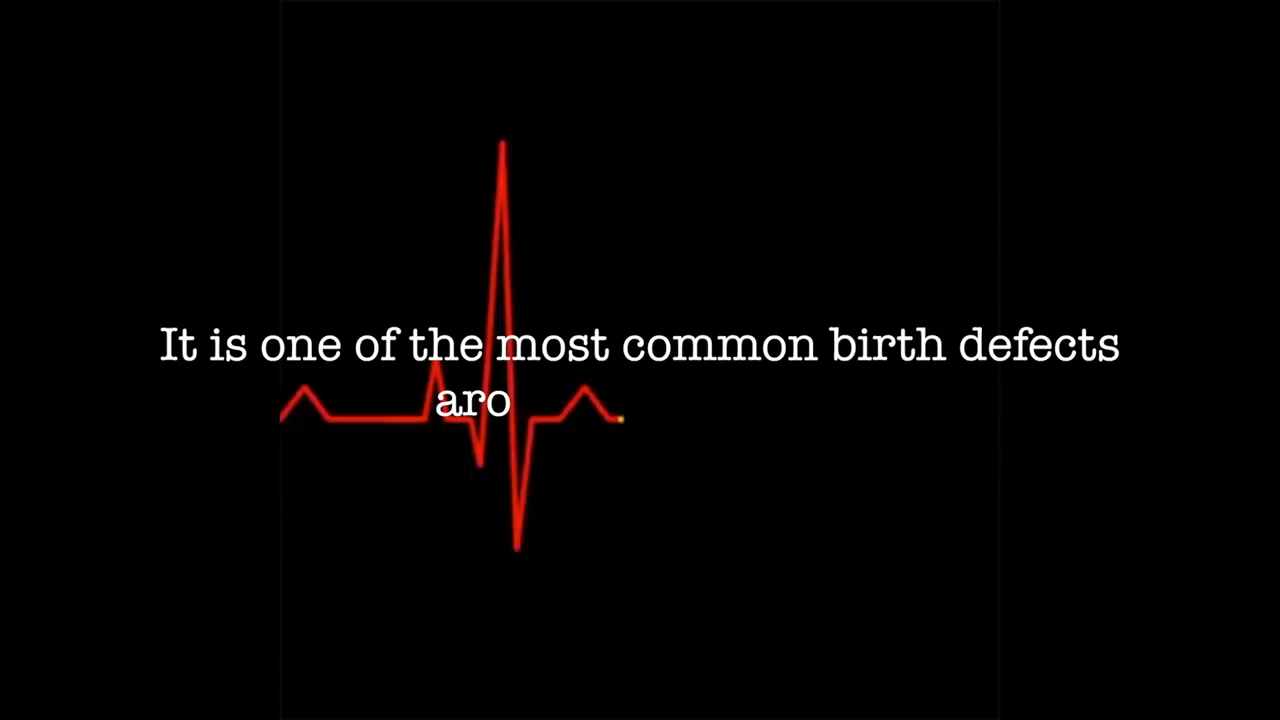 It is one of the most common birth defects
aro